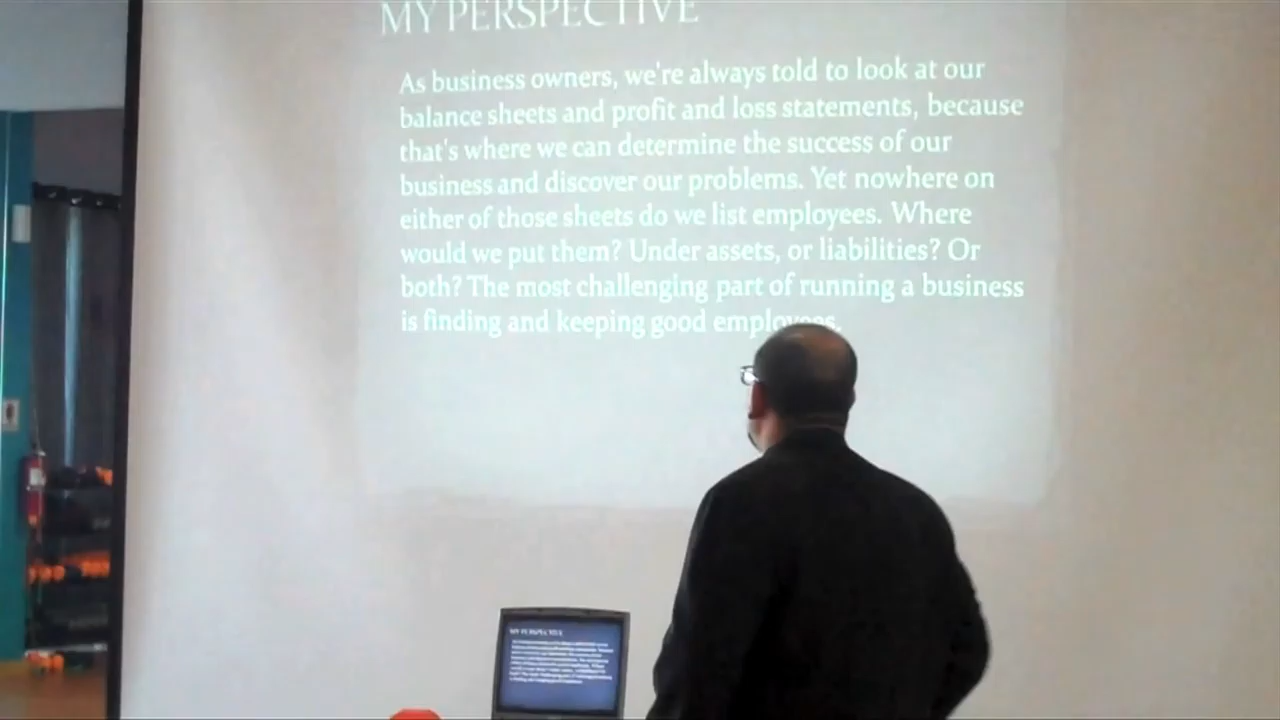 MY PERSPECTIVE
As business owners, we're always told to look at our
balance sheets and profit and loss statements, because
that's where we can determine the success of our
business and discover our problems. Yet nowhere on
either of those sheets do we list employees. Where
would we put them? Under assets, or liabilities? Or
both? The most challenging part of running a business
is finding and keeping good employees.
MY PERSPECTIVE